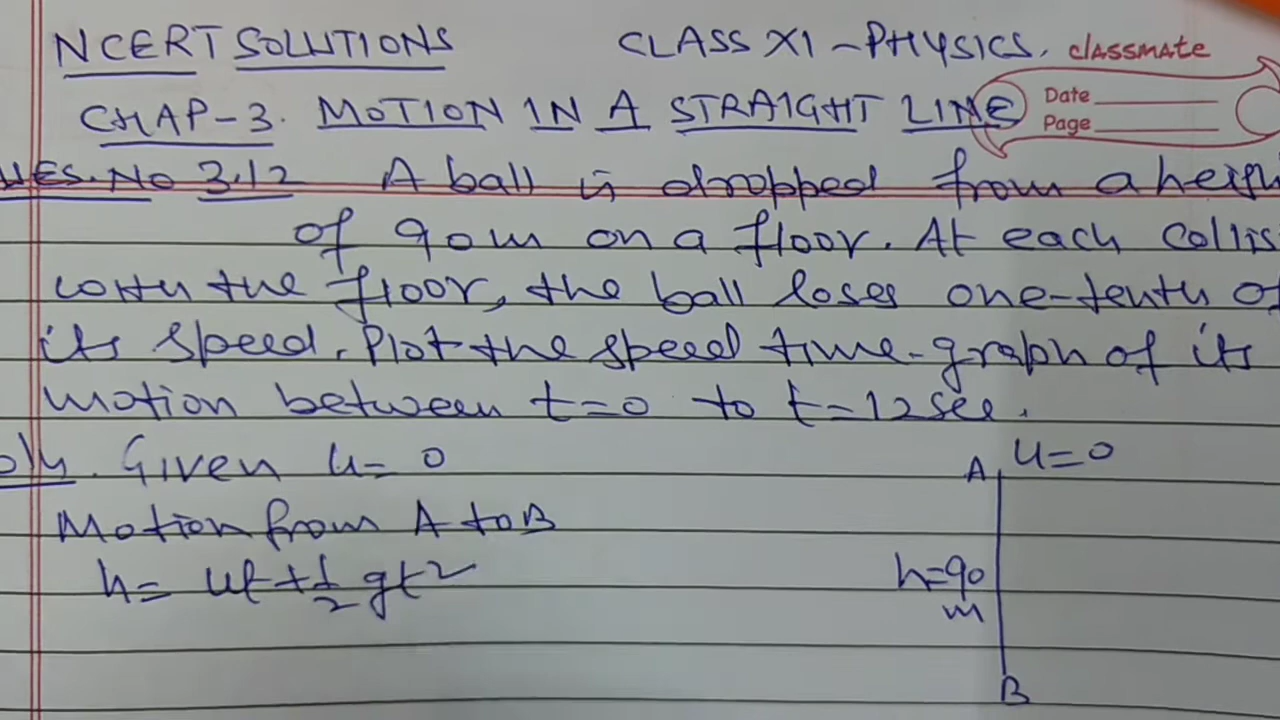 NCERT SOLUTIONS CLASS XI - PHYSICS. classmate
CHAP-3. MOTION IN A STRAIGHT LINE
Date
Page
UES. No 3.12 A ball is dropped from a heigh
of 90m on a floor. At each collis
with the floor, the ball loses one-tenth of
its speed. Plot the speed time-graph of its
motion between t=0 to t=12sec.
oln. Given u=0
A u=0
Motion from A to B
h= ut+1/2 gt2
h=90
m
B